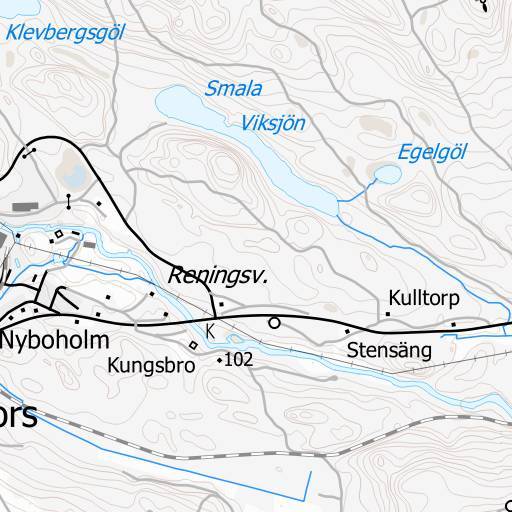 Klevbergsgöl
Smala
Viksjön
Egelgöl
Reningsv.
Kulltorp
K
Nyboholm
Stensäng
Kungsbro
102
ors